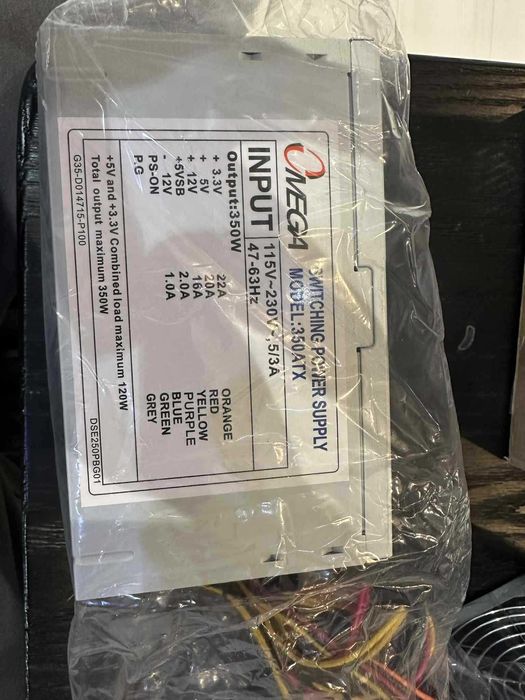 OMEGA
SWITCHING POWER SUPPLY
MODEL:350ATX
INPUT
115V~230V~, 5/3A
47-63Hz
Output:350W
+ 3.3V 22A ORANGE
+ 5V 20A RED
+ 12V YELLOW
+5VSB 2.0A PURPLE
- 12V 1.0A BLUE
PS-ON GREEN
P.G GREY
+5V and +3.3V Combined load maximum 120W
Total output maximum 350W
G35-D014715-P100
DSE250PBG01